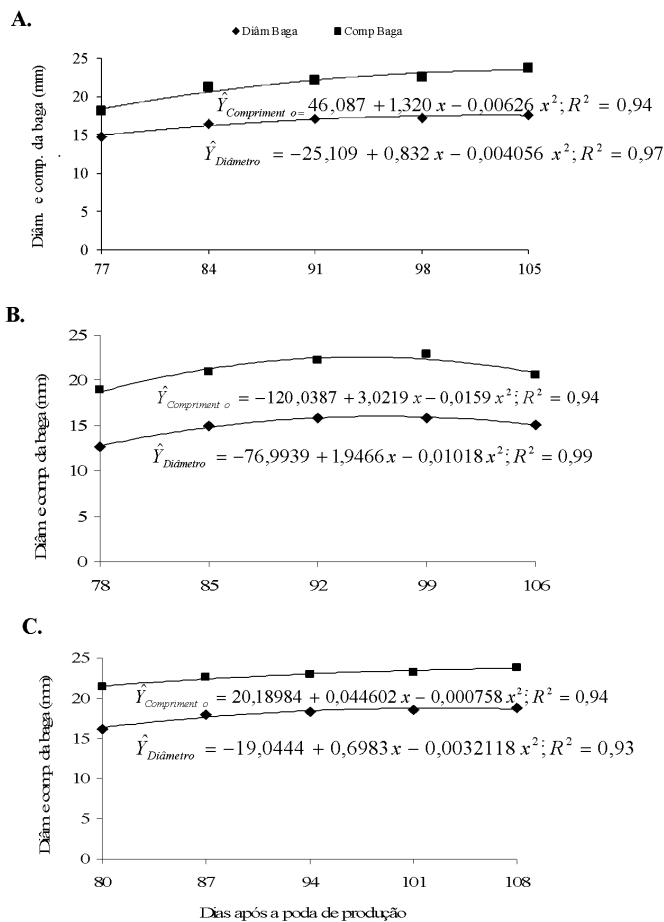 A.
Diâm Baga Comp Baga
Diâm. e comp. da baga (mm)
25
20
15
10
5
0
Ŷ Compriment o = 46,087 + 1,320 x − 0,00626 x²; R² = 0,94
Ŷ Diâmetro = −25,109 + 0,832 x − 0,004056 x²; R² = 0,97
77 84 91 98 105
B.
Diâm e comp. da baga (mm)
25
20
15
10
5
0
Ŷ Compriment o = −120,0387 + 3,0219 x − 0,0159 x²; R² = 0,94
Ŷ Diâmetro = −76,9939 + 1,9466 x − 0,01018 x²; R² = 0,99
78 85 92 99 106
C.
Diâm e comp. da baga (mm)
25
20
15
10
5
0
Ŷ Compriment o = 20,18984 + 0,044602 x − 0,000758 x²; R² = 0,94
Ŷ Diâmetro = −19,0444 + 0,6983 x − 0,0032118 x²; R² = 0,93
80 87 94 101 108
Dias após a poda de produção